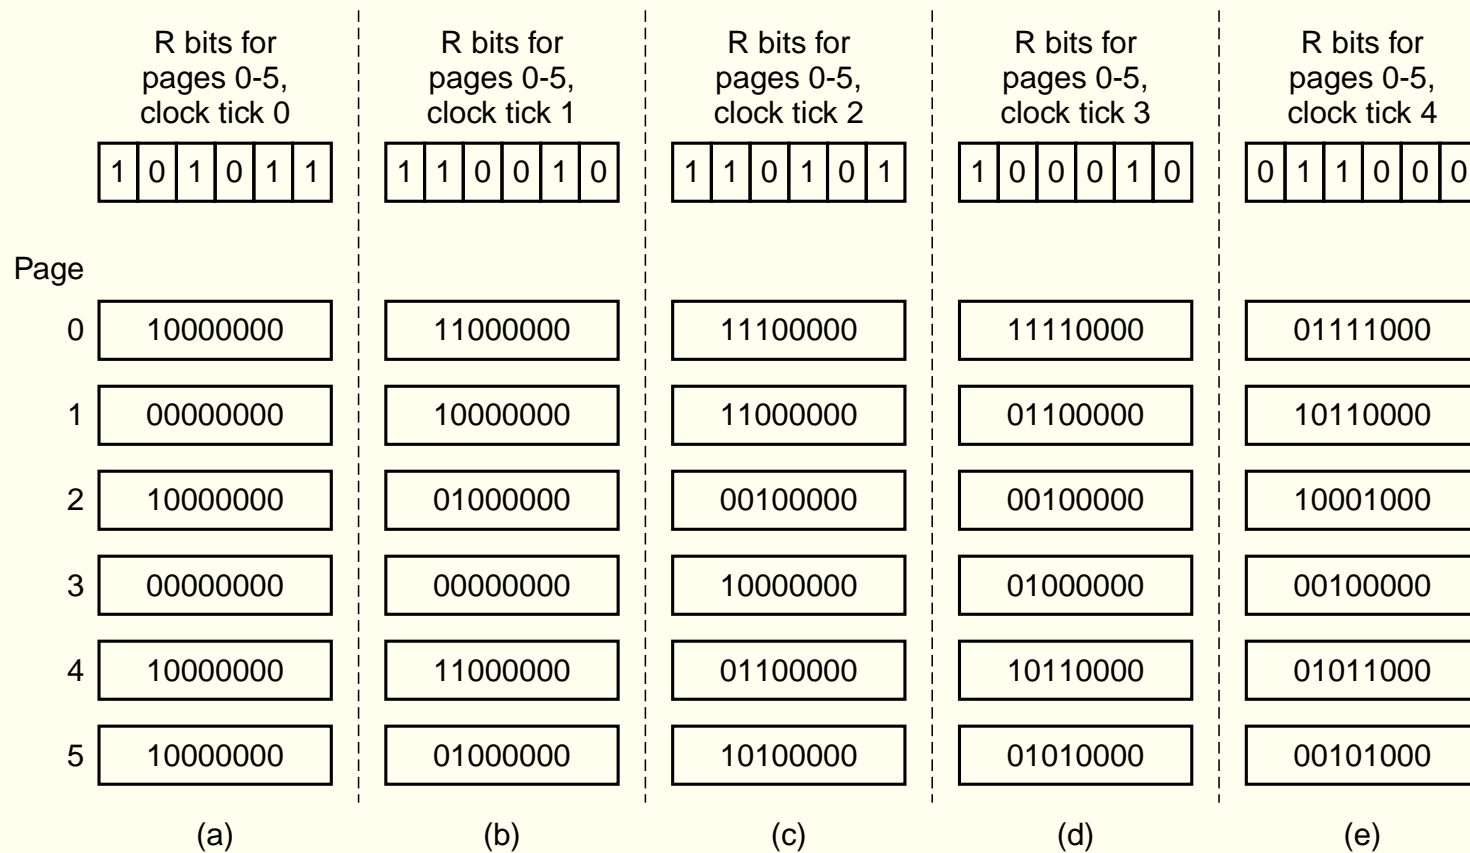 R bits for
pages 0-5,
clock tick 0
R bits for
pages 0-5,
clock tick 1
R bits for
pages 0-5,
clock tick 2
R bits for
pages 0-5,
clock tick 3
R bits for
pages 0-5,
clock tick 4
1 0 1 0 1 1
1 1 0 0 1 0
1 1 0 1 0 1
1 0 0 0 1 0
0 1 1 0 0 0
Page
0 10000000 11000000 11100000 11110000 01111000
1 00000000 10000000 11000000 01100000 10110000
2 10000000 01000000 00100000 00100000 10001000
3 00000000 00000000 10000000 01000000 00100000
4 10000000 11000000 01100000 10110000 01011000
5 10000000 01000000 10100000 01010000 00101000
(a) (b) (c) (d) (e)